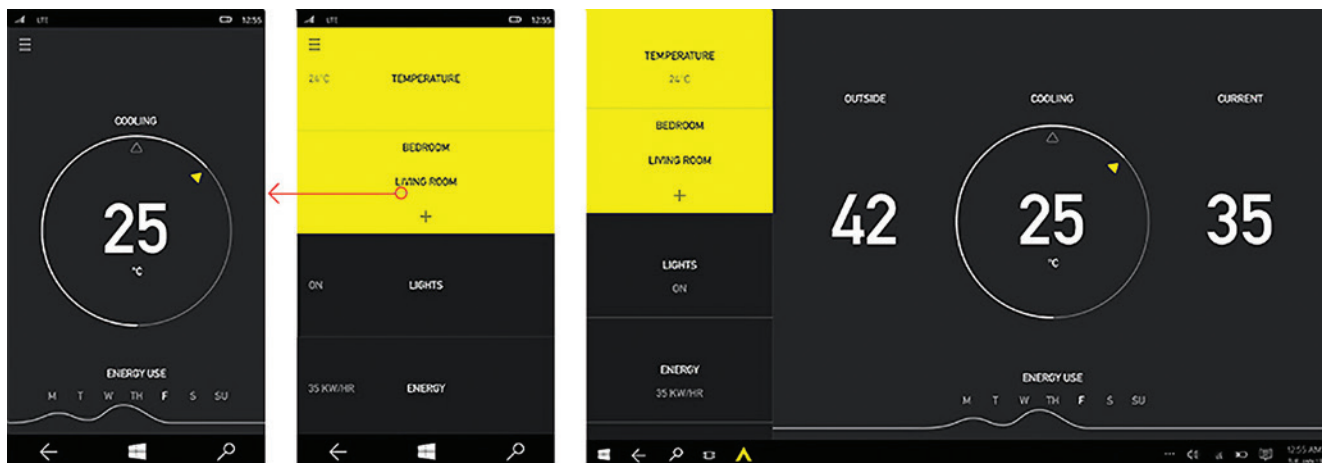 LTE 12:55
COOLING
25
°C
ENERGY USE
M T W TH F S SU
LTE 12:55
24°C TEMPERATURE
BEDROOM
LIVING ROOM
+
ON LIGHTS
35 KW/HR ENERGY
TEMPERATURE
24°C
BEDROOM
LIVING ROOM
+
LIGHTS
ON
ENERGY
35 KW/HR
OUTSIDE COOLING CURRENT
42 25 35
°C
ENERGY USE
M T W TH F S SU
12:55 AM